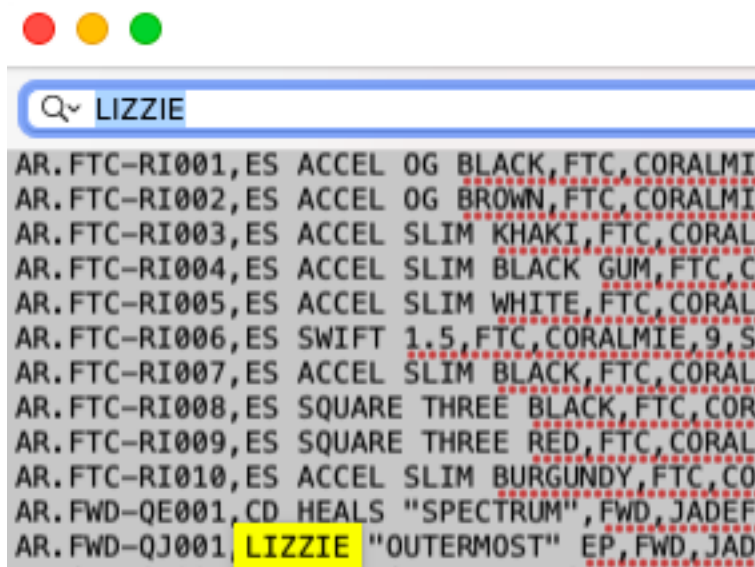 LIZZIE
AR.FTC-RI001,ES ACCEL OG BLACK,FTC,CORALMI
AR.FTC-RI002,ES ACCEL OG BROWN,FTC,CORALMI
AR.FTC-RI003,ES ACCEL SLIM KHAKI,FTC,CORAL
AR.FTC-RI004,ES ACCEL SLIM BLACK GUM,FTC,C
AR.FTC-RI005,ES ACCEL SLIM WHITE,FTC,CORAL
AR.FTC-RI006,ES SWIFT 1.5,FTC,CORALMIE,9,S
AR.FTC-RI007,ES ACCEL SLIM BLACK,FTC,CORAL
AR.FTC-RI008,ES SQUARE THREE BLACK,FTC,COR
AR.FTC-RI009,ES SQUARE THREE RED,FTC,CORAL
AR.FTC-RI010,ES ACCEL SLIM BURGUNDY,FTC,CO
AR.FWD-QE001,CD HEALS "SPECTRUM",FWD,JADEE
AR.FWD-QJ001,LIZZIE "OUTERMOST" EP,FWD,JAD